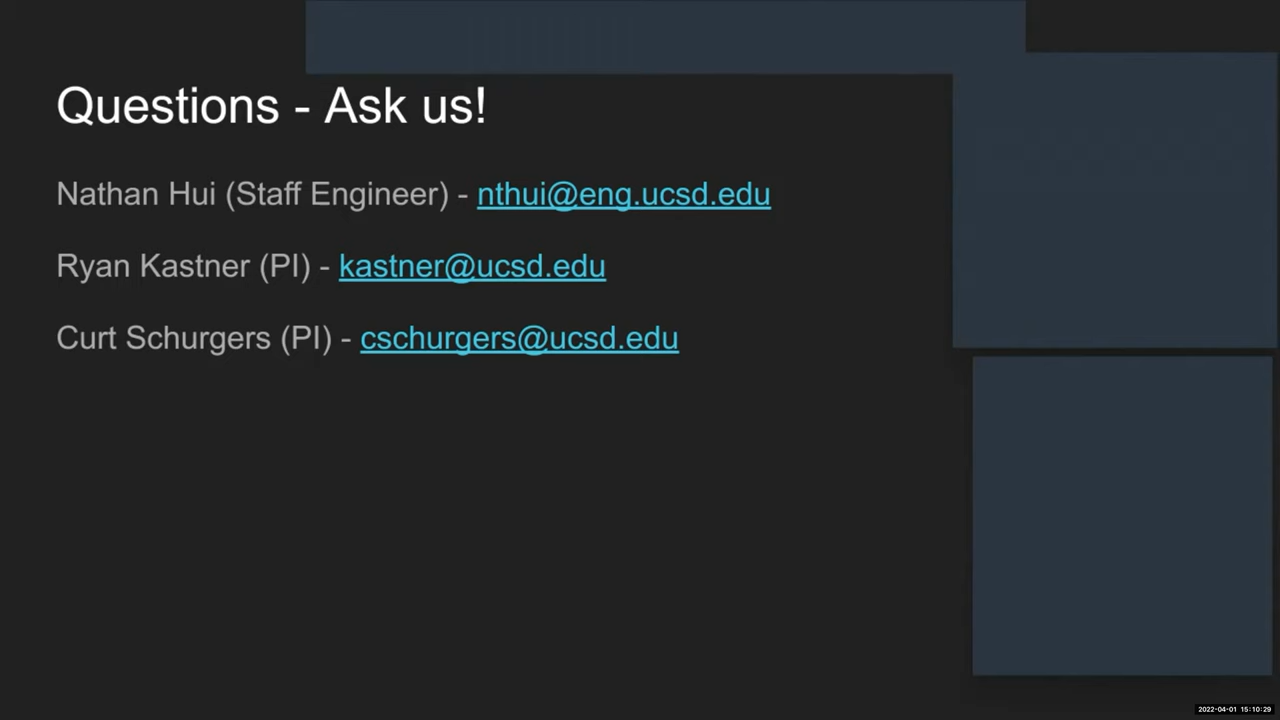 Questions - Ask us!
Nathan Hui (Staff Engineer) - nthui@eng.ucsd.edu
Ryan Kastner (PI) - kastner@ucsd.edu
Curt Schurgers (PI) - cschurgers@ucsd.edu
2022-04-01 15:10:29